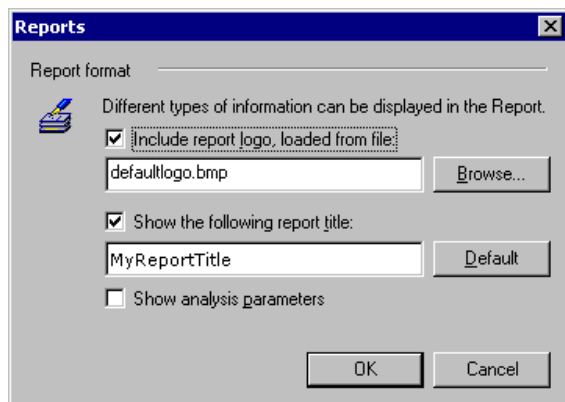 Reports
Report format
Different types of information can be displayed in the Report.
Include report logo, loaded from file:
defaultlogo.bmp
Browse...
Show the following report title:
MyReportTitle
Default
Show analysis parameters
OK
Cancel